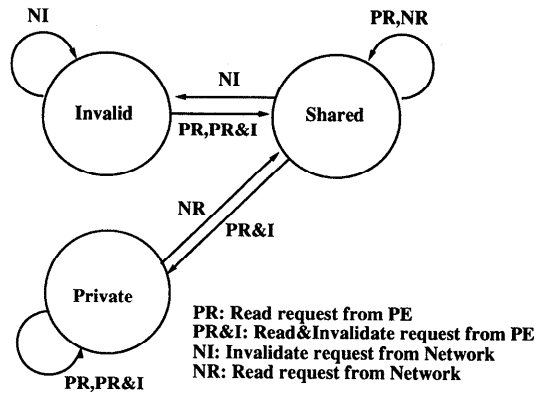 NI
PR,NR
NI
Invalid
Shared
PR,PR&I
NR
PR&I
Private
PR: Read request from PE
PR&I: Read&Invalidate request from PE
NI: Invalidate request from Network
NR: Read request from Network
PR,PR&I